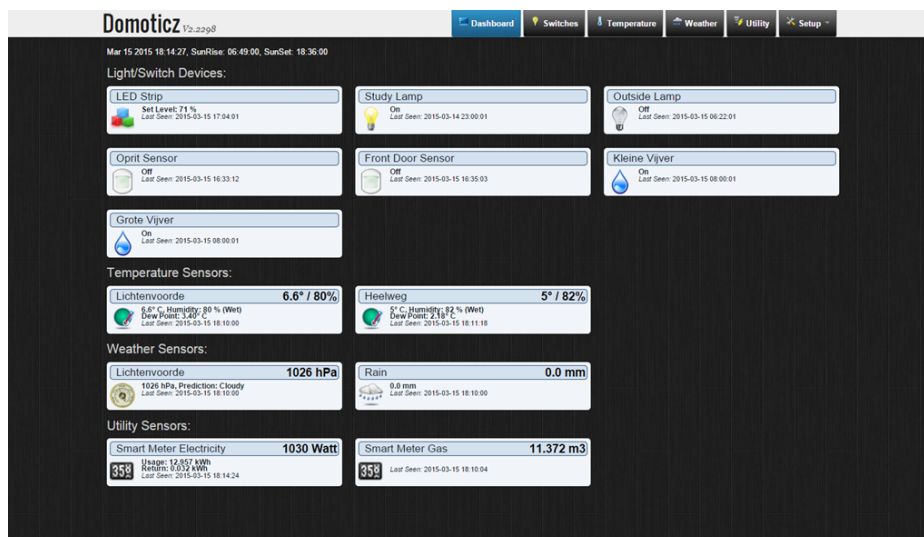 Domoticz V2.2298
Dashboard Switches Temperature Weather Utility Setup
Mar 15 2015 18:14:27, SunRise: 06:49:00, SunSet: 18:36:00
Light/Switch Devices:
LED Strip
Set Level: 71 %
Last Seen: 2015-03-15 17:04:01
Study Lamp
On
Last Seen: 2015-03-14 23:00:01
Outside Lamp
Off
Last Seen: 2015-03-15 06:22:01
Oprit Sensor
Off
Last Seen: 2015-03-15 16:33:12
Front Door Sensor
Off
Last Seen: 2015-03-15 16:35:03
Kleine Vijver
On
Last Seen: 2015-03-15 08:00:01
Grote Vijver
On
Last Seen: 2015-03-15 08:00:01
Temperature Sensors:
Lichtenvoorde 6.6° / 80%
6.6° C, Humidity: 80 % (Wet)
Dew Point: 3.40° C
Last Seen: 2015-03-15 18:10:00
Heelweg 5° / 82%
5° C, Humidity: 82 % (Wet)
Dew Point: 2.18° C
Last Seen: 2015-03-15 18:11:18
Weather Sensors:
Lichtenvoorde 1026 hPa
1026 hPa, Prediction: Cloudy
Last Seen: 2015-03-15 18:10:00
Rain 0.0 mm
0.0 mm
Last Seen: 2015-03-15 18:10:00
Utility Sensors:
Smart Meter Electricity 1030 Watt
Usage: 12.957 kWh
Return: 0.032 kWh
Last Seen: 2015-03-15 18:14:24
Smart Meter Gas 11.372 m3
Last Seen: 2015-03-15 18:10:04